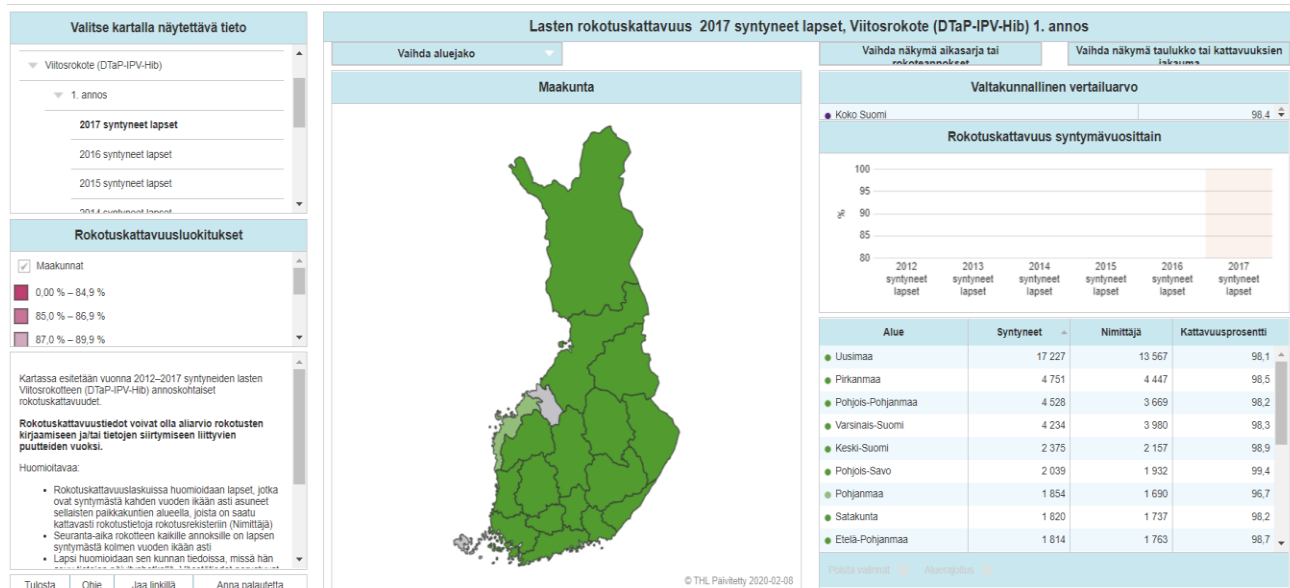 Valitse kartalla näytettävä tieto
Viitosrokote (DTaP-IPV-Hib)
1. annos
2017 syntyneet lapset
2016 syntyneet lapset
2015 syntyneet lapset
2014 syntyneet lapset
Rokotuskattavuusluokitukset
Maakunnat
0,00 % – 84,9 %
85,0 % – 86,9 %
87,0 % – 89,9 %
Kartassa esitetään vuonna 2012–2017 syntyneiden lasten
Viitosrokotteen (DTaP-IPV-Hib) annoskohtaiset
rokotuskattavuudet.
Rokotuskattavuustiedot voivat olla aliarvio rokotusten
kirjaamiseen ja/tai tietojen siirtymiseen liittyvien
puutteiden vuoksi.
Huomioitavaa:
• Rokotuskattavuuslaskuissa huomioidaan lapset, jotka
ovat syntymästä kahden vuoden ikään asti asuneet
sellaisten paikkakuntien alueella, joista on saatu
kattavasti rokotustietoja rokotusrekisteriin (Nimittäjä)
• Seuranta-aika rokotteen kaikille annoksille on lapsen
syntymästä kolmen vuoden ikään asti
• Lapsi huomioidaan sen kunnan tiedoissa, missä hän
Tulosta Ohje Jaa linkillä Anna palautetta
Lasten rokotuskattavuus 2017 syntyneet lapset, Viitosrokote (DTaP-IPV-Hib) 1. annos
Vaihda aluejako
Vaihda näkymä aikasarja tai
rokoteannokset
Vaihda näkymä taulukko tai kattavuuksien
jakauma
Maakunta
© THL Päivitetty 2020-02-08
Valtakunnallinen vertailuarvo
Koko Suomi 98,4
Rokotuskattavuus syntymävuosittain
100
95
90
85
80
%
2012 2013 2014 2015 2016 2017
syntyneet syntyneet syntyneet syntyneet syntyneet syntyneet
lapset lapset lapset lapset lapset lapset
Alue Syntyneet Nimittäjä Kattavuusprosentti
Uusimaa 17 227 13 567 98,1
Pirkanmaa 4 751 4 447 98,5
Pohjois-Pohjanmaa 4 528 3 669 98,2
Varsinais-Suomi 4 234 3 980 98,3
Keski-Suomi 2 375 2 157 98,9
Pohjois-Savo 2 039 1 932 99,4
Pohjanmaa 1 854 1 690 96,7
Satakunta 1 820 1 737 98,2
Etelä-Pohjanmaa 1 814 1 763 98,7
Poista valinnat Aluerajoitus